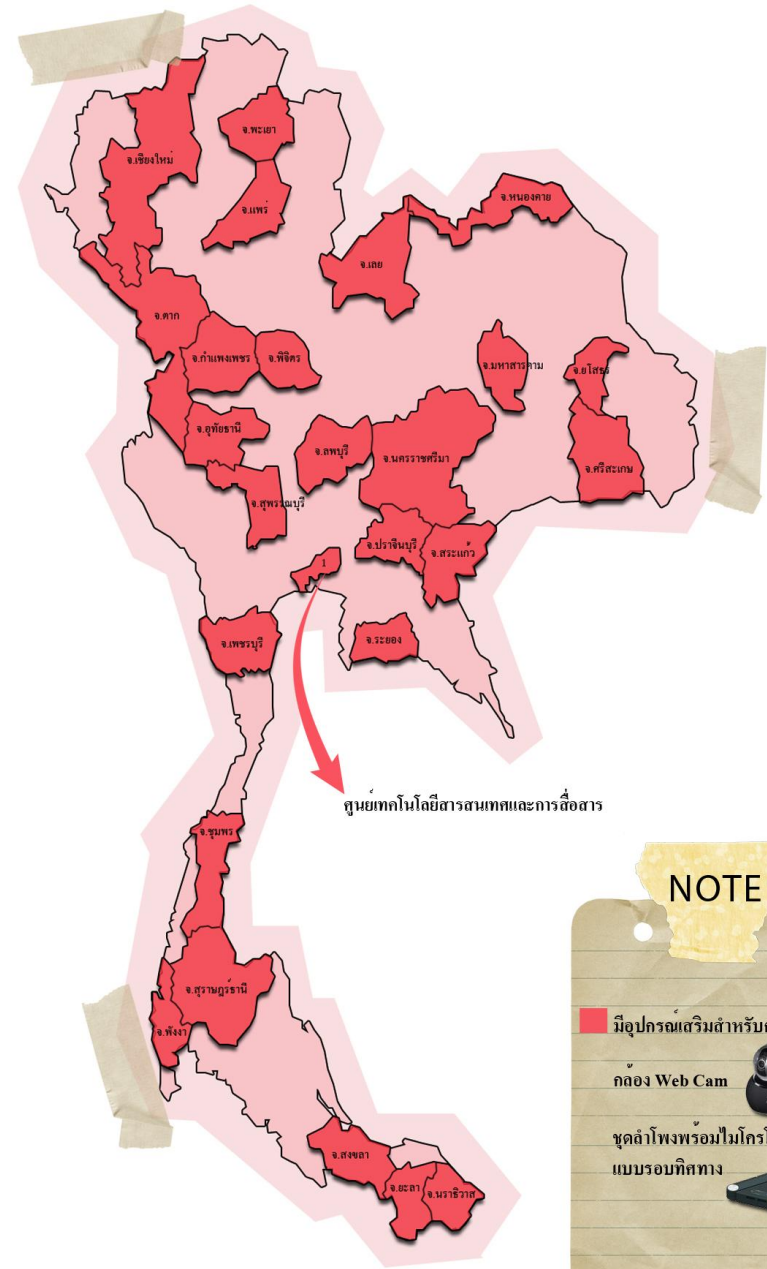 จ.พะเยา
จ.เชียงใหม่
จ.แพร่
จ.หนองคาย
จ.เลย
จ.ตาก
จ.กำแพงเพชร
จ.พิจิตร
จ.มหาสารคาม
จ.ยโสธร
จ.อุทัยธานี
จ.ลพบุรี
จ.นครราชศรีมา
จ.ศรีสะเกษ
จ.สุพรรณบุรี
จ.ปราจีนบุรี
จ.สระแก้ว
1
จ.เพชรบุรี
จ.ระยอง
ศูนย์เทคโนโลยีสารสนเทศและการสื่อสาร
จ.ชุมพร
จ.สุราษฎร์ธานี
จ.พังงา
จ.สงขลา
จ.ยะลา
จ.นราธิวาส
NOTE
มีอุปกรณ์เสริมสำหรับ
กล้อง Web Cam
ชุดลำโพงพร้อมไมโคร
แบบรอบทิศทาง